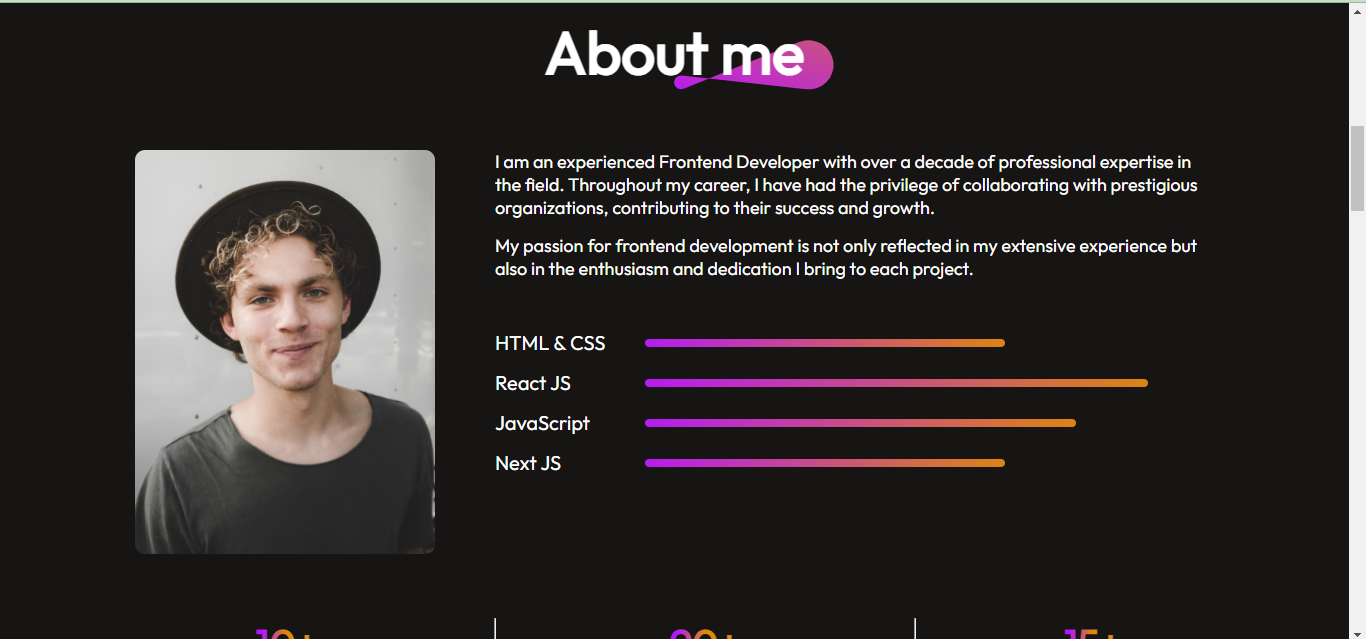 About me
I am an experienced Frontend Developer with over a decade of professional expertise in
the field. Throughout my career, I have had the privilege of collaborating with prestigious
organizations, contributing to their success and growth.
My passion for frontend development is not only reflected in my extensive experience but
also in the enthusiasm and dedication I bring to each project.
HTML & CSS
React JS
JavaScript
Next JS